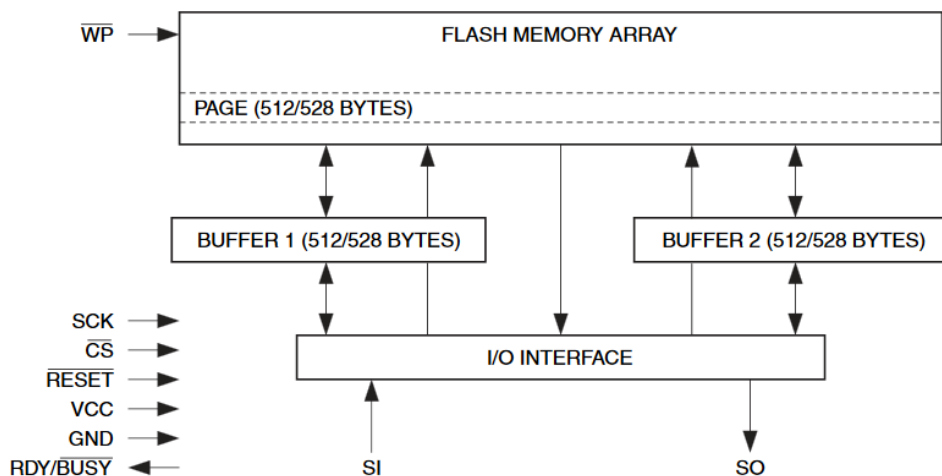 WP
FLASH MEMORY ARRAY
PAGE (512/528 BYTES)
BUFFER 1 (512/528 BYTES)
BUFFER 2 (512/528 BYTES)
SCK
CS
I/O INTERFACE
RESET
VCC
GND
RDY/BUSY
SI
SO